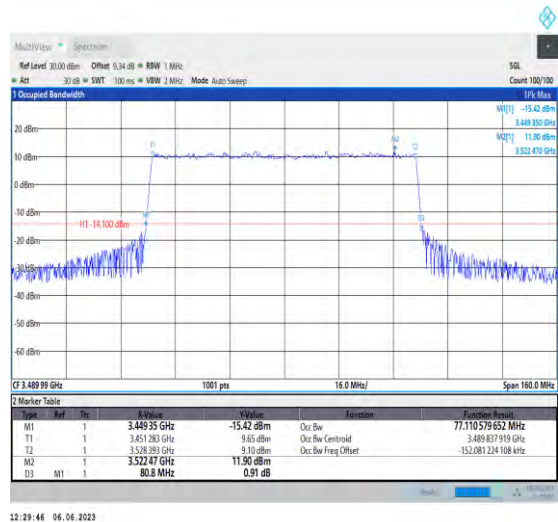 MultiView Spectrum
Ref Level 30.00 dBm Offset 9.34 dB RBW 1 MHz SGL
Att 30 dB SWT 100 ms VBW 2 MHz Mode Auto Sweep Count 100/100
1 Occupied Bandwidth 1Pk Max
M1[1] -15.42 dBm
3.449 350 GHz
M2[1] 11.90 dBm
3.522 470 GHz
20 dBm
10 dBm
0 dBm
-10 dBm
H1 -14.100 dBm
-20 dBm
-30 dBm
-40 dBm
-50 dBm
-60 dBm
T1
M2
T2
M1
D3
CF 3.489 99 GHz 1001 pts 16.0 MHz/ Span 160.0 MHz
2 Marker Table
Type Ref Trc X-Value Y-Value Function Function Result
M1 1 3.449 35 GHz -15.42 dBm Occ Bw 77.110 579 652 MHz
T1 1 3.451 283 GHz 9.65 dBm Occ Bw Centroid 3.489 837 919 GHz
T2 1 3.528 393 GHz 9.10 dBm Occ Bw Freq Offset -152.081 224 108 kHz
M2 1 3.522 47 GHz 11.90 dBm
D3 M1 1 80.8 MHz 0.91 dB
12:29:46 06.06.2023